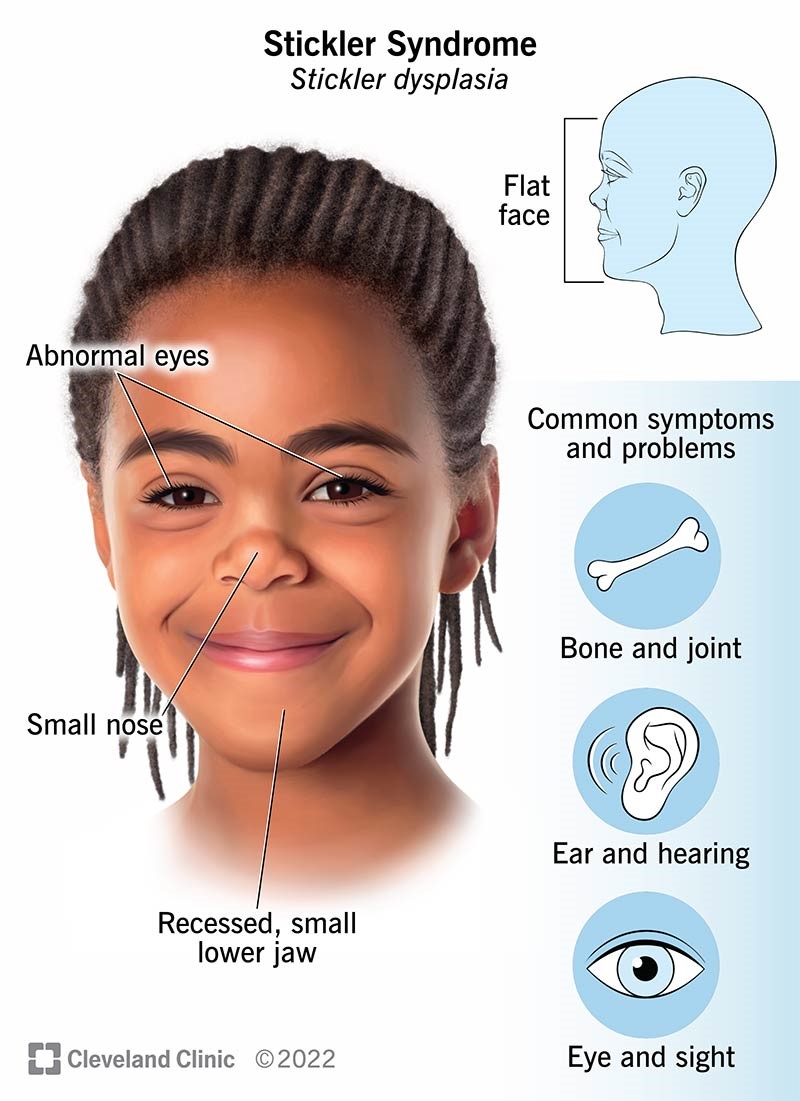 Stickler Syndrome
Stickler dysplasia
Flat
face
Abnormal eyes
Small nose
Recessed, small
lower jaw
Common symptoms
and problems
Bone and joint
Ear and hearing
Eye and sight
Cleveland Clinic ©2022